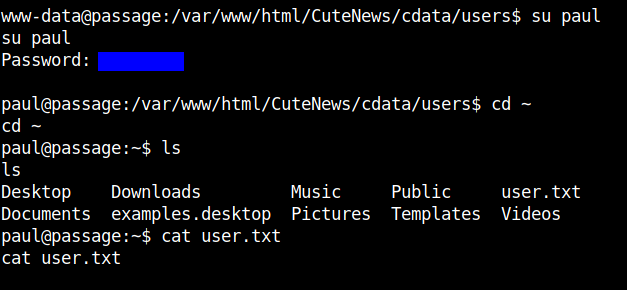 www-data@passage:/var/www/html/CuteNews/cdata/users$ su paul
su paul
Password:
paul@passage:/var/www/html/CuteNews/cdata/users$ cd ~
cd ~
paul@passage:~$ ls
ls
Desktop    Downloads         Music     Public     user.txt
Documents  examples.desktop  Pictures  Templates  Videos
paul@passage:~$ cat user.txt
cat user.txt